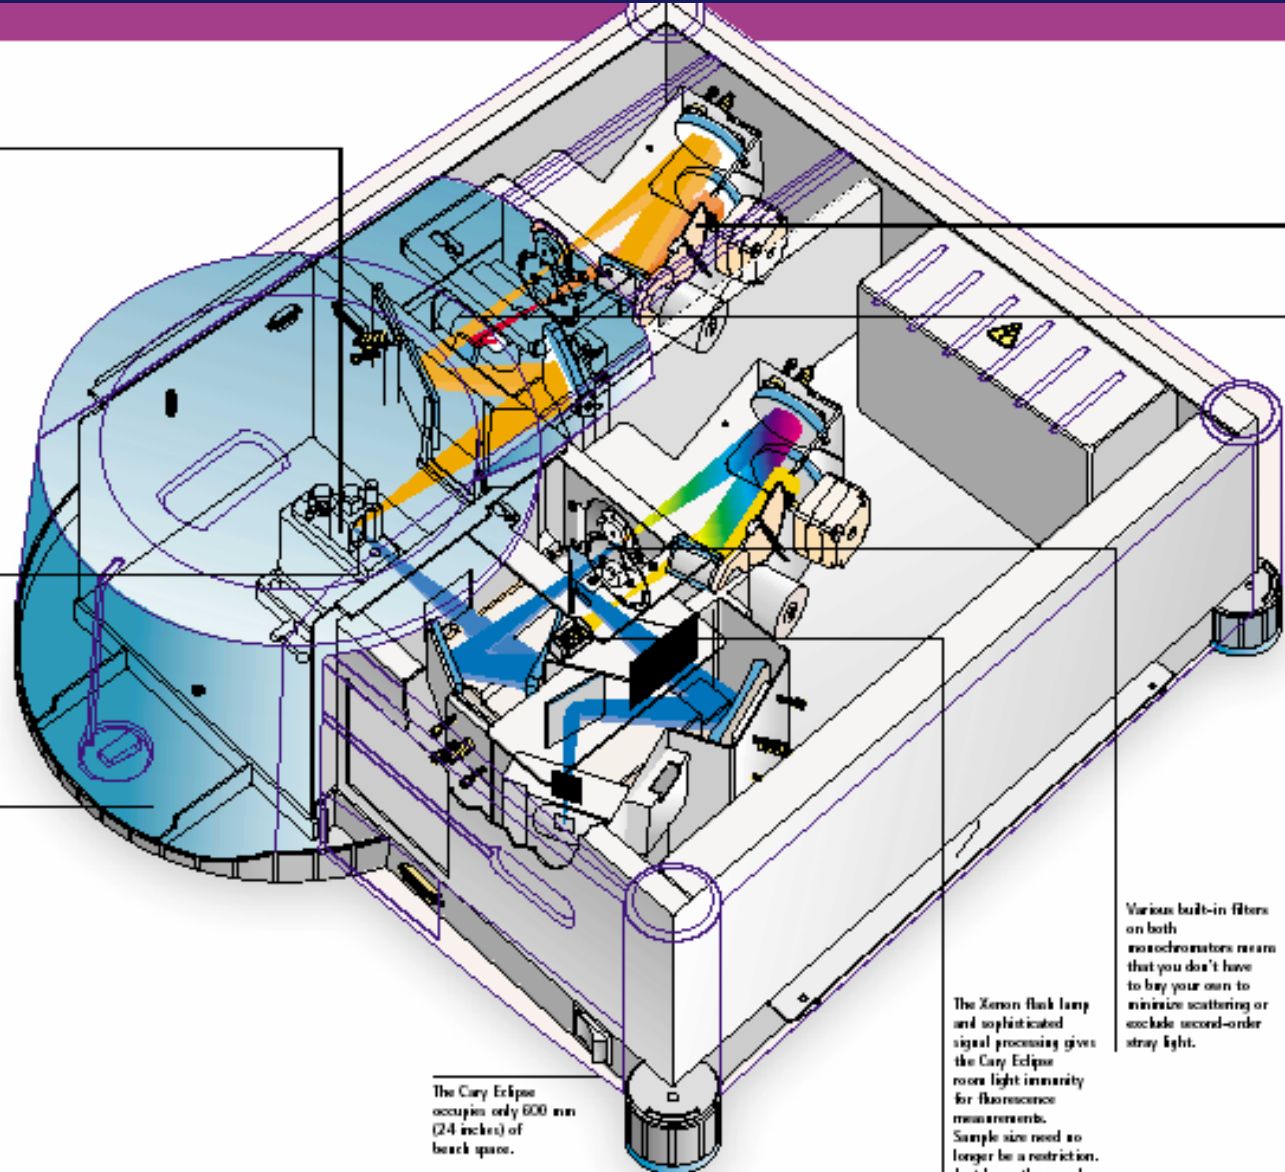 The Cary Eclipse
occupies only 600 mm
(24 inches) of
bench space.
The Xenon flash lamp
and sophisticated
signal processing gives
the Cary Eclipse
room light immunity
for fluorescence
measurements.
Sample size need no
longer be a restriction.
Various built-in filters
on both
monochromators means
that you don't have
to buy your own to
minimize scattering or
exclude second-order
stray light.